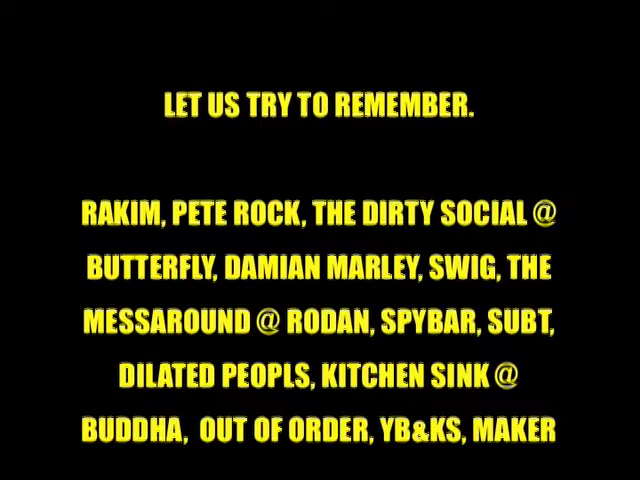 LET US TRY TO REMEMBER.
RAKIM, PETE ROCK, THE DIRTY SOCIAL @
BUTTERFLY, DAMIAN MARLEY, SWIG, THE
MESSAROUND @ RODAN, SPYBAR, SUBT,
DILATED PEOPLS, KITCHEN SINK @
BUDDHA,  OUT OF ORDER, YB&KS, MAKER